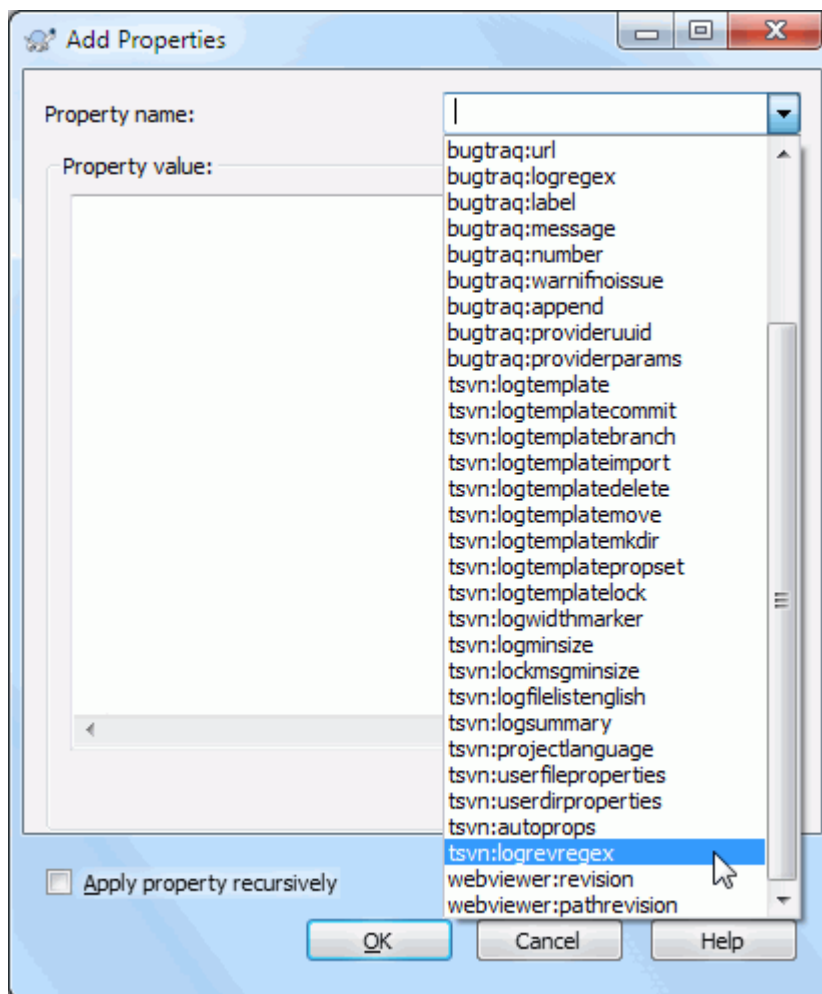 Add Properties
Property name:
Property value:
bugtraq:url
bugtraq:logregex
bugtraq:label
bugtraq:message
bugtraq:number
bugtraq:warnifnoissue
bugtraq:append
bugtraq:provideruuid
bugtraq:providerparams
tsvn:logtemplate
tsvn:logtemplatecommit
tsvn:logtemplatebranch
tsvn:logtemplateimport
tsvn:logtemplatedelete
tsvn:logtemplatemove
tsvn:logtemplatemkdir
tsvn:logtemplatepropset
tsvn:logtemplatelock
tsvn:logwidthmarker
tsvn:logminsize
tsvn:lockmsgminsize
tsvn:logfilelistenglish
tsvn:logsummary
tsvn:projectlanguage
tsvn:userfileproperties
tsvn:userdirproperties
tsvn:autoprops
tsvn:logrevregex
webviewer:revision
webviewer:pathrevision
Apply property recursively
OK Cancel Help